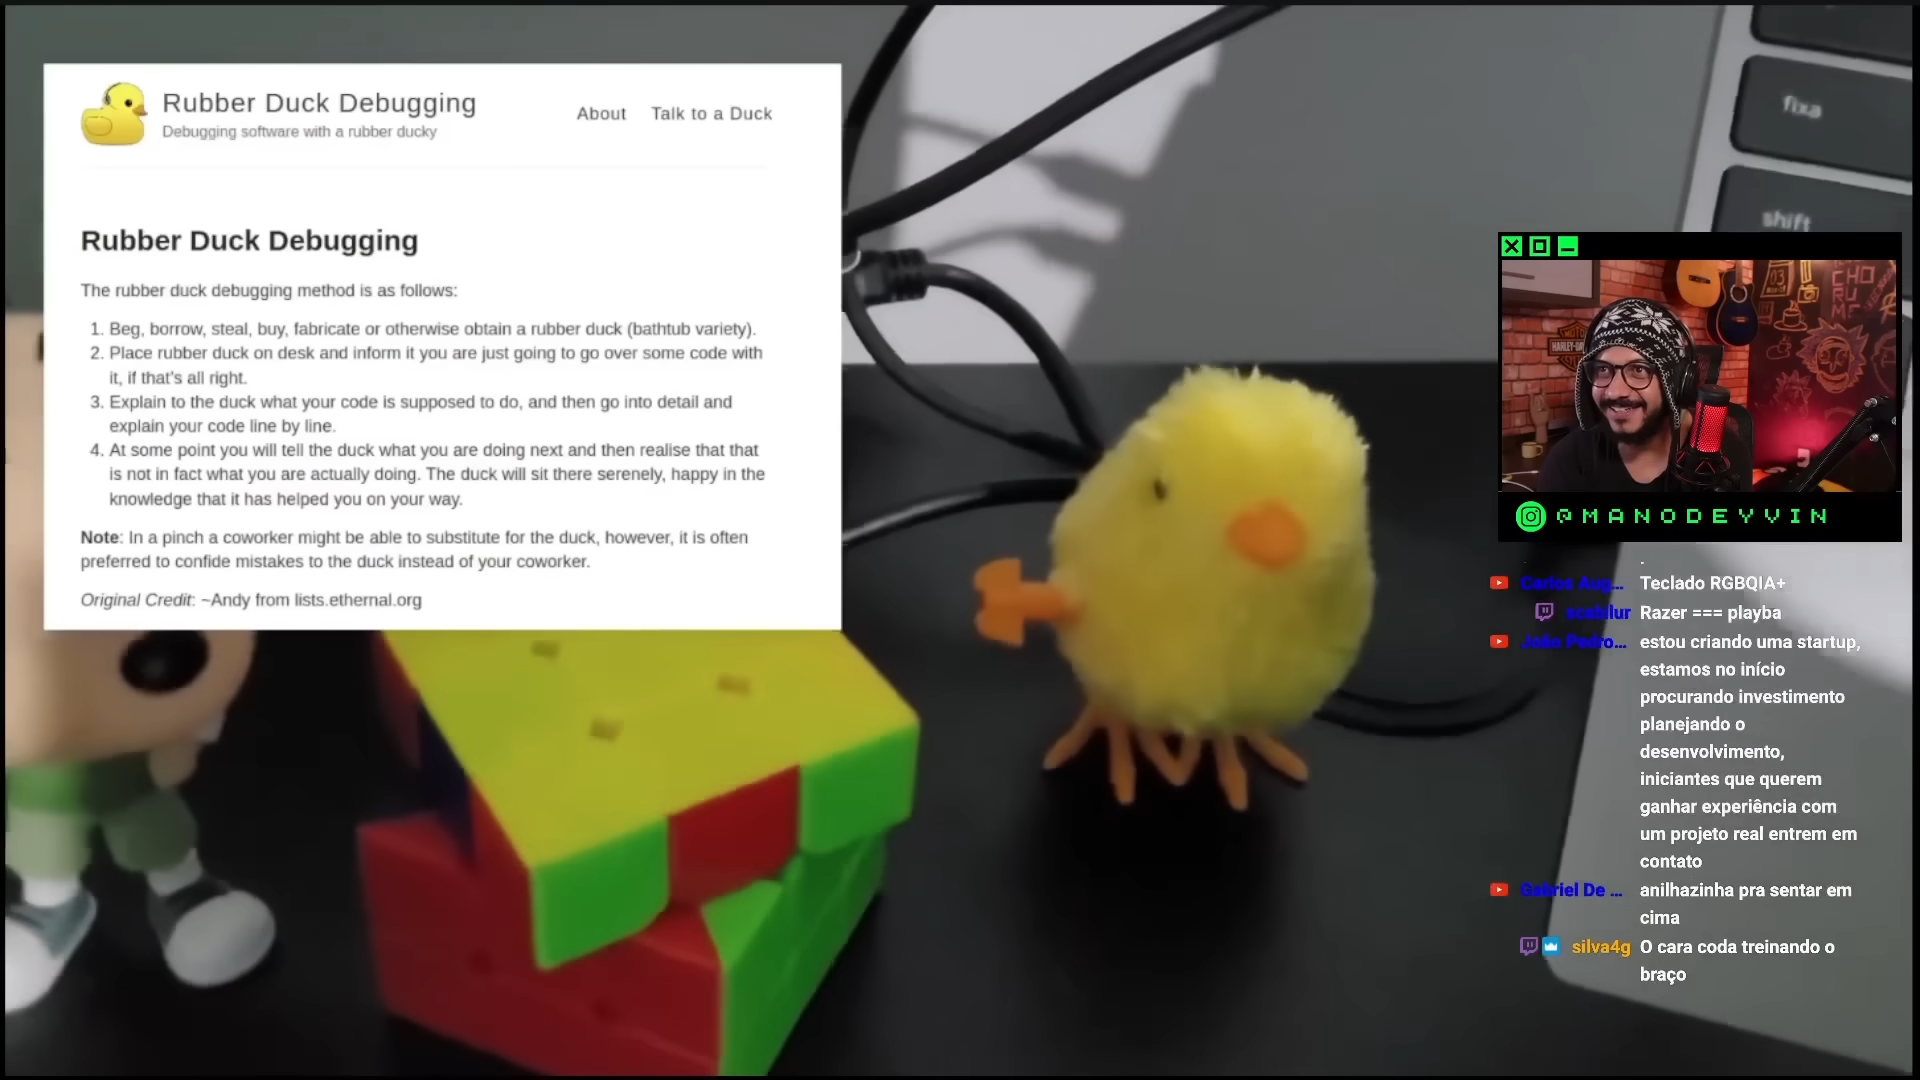 Rubber Duck Debugging
Debugging software with a rubber ducky
About Talk to a Duck
Rubber Duck Debugging
The rubber duck debugging method is as follows:
1. Beg, borrow, steal, buy, fabricate or otherwise obtain a rubber duck (bathtub variety).
2. Place rubber duck on desk and inform it you are just going to go over some code with
it, if that's all right.
3. Explain to the duck what your code is supposed to do, and then go into detail and
explain your code line by line.
4. At some point you will tell the duck what you are doing next and then realise that that
is not in fact what you are actually doing. The duck will sit there serenely, happy in the
knowledge that it has helped you on your way.
Note: In a pinch a coworker might be able to substitute for the duck, however, it is often
preferred to confide mistakes to the duck instead of your coworker.
Original Credit: ~Andy from lists.ethernal.org
fixa
shift
HARLEY-DA
@MANODEYVIN
Carlos Aug... Teclado RGBQIA+
scahilur Razer === playba
João Pedro... estou criando uma startup,
estamos no início
procurando investimento
planejando o
desenvolvimento,
iniciantes que querem
ganhar experiência com
um projeto real entrem em
contato
Gabriel De ... anilhazinha pra sentar em
cima
silva4g O cara coda treinando o
braço